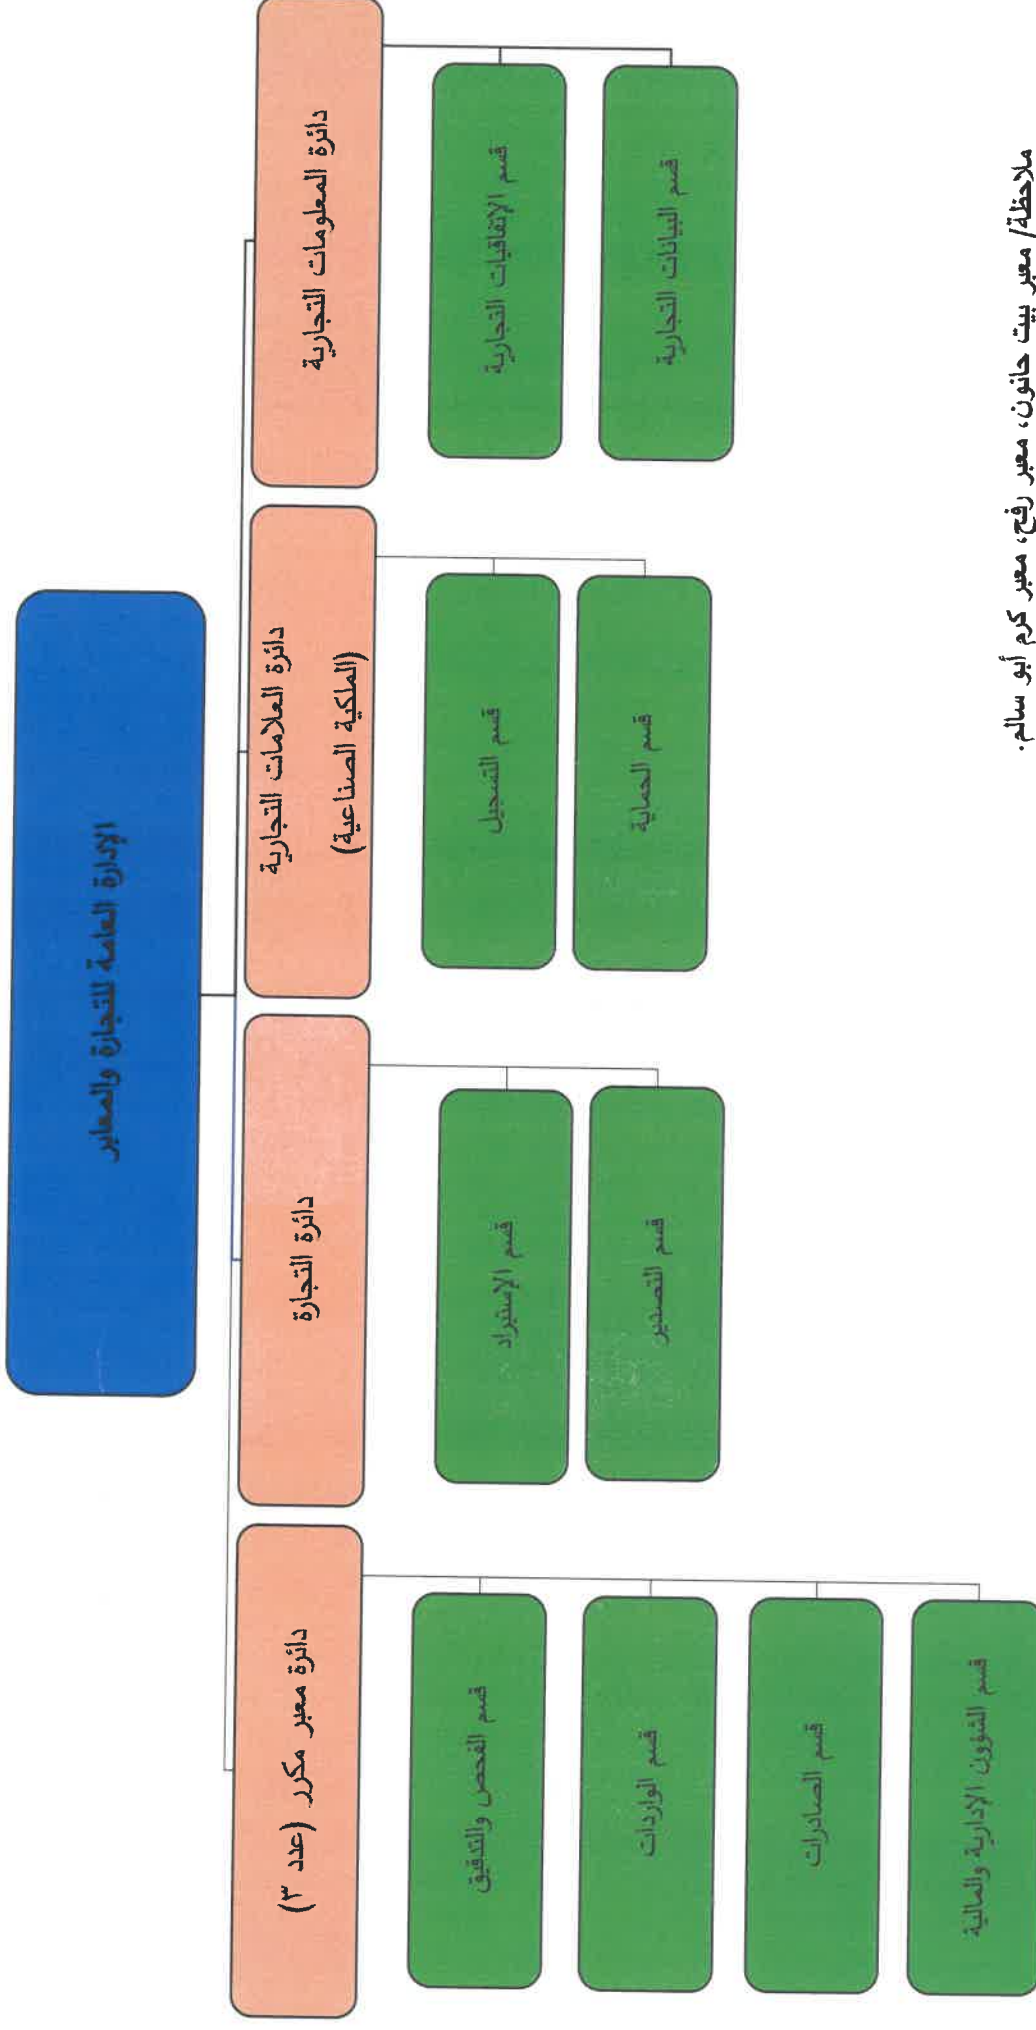 الإدارة العامة للتجارة والمعابر
دائرة المعلومات التجارية
قسم الإتفاقيات التجارية
قسم البيانات التجارية
دائرة العلامات التجارية
(الملكية الصناعية)
قسم التسجيل
قسم الحماية
دائرة التجارة
قسم الإستيراد
قسم التصدير
دائرة معبر مكرر (عدد ٣)
قسم الفحص والتدقيق
قسم الواردات
قسم الصادرات
قسم الشؤون الإدارية والمالية
ملاحظة/ معبر بيت حانون، معبر رفح، معبر كرم أبو سالم.